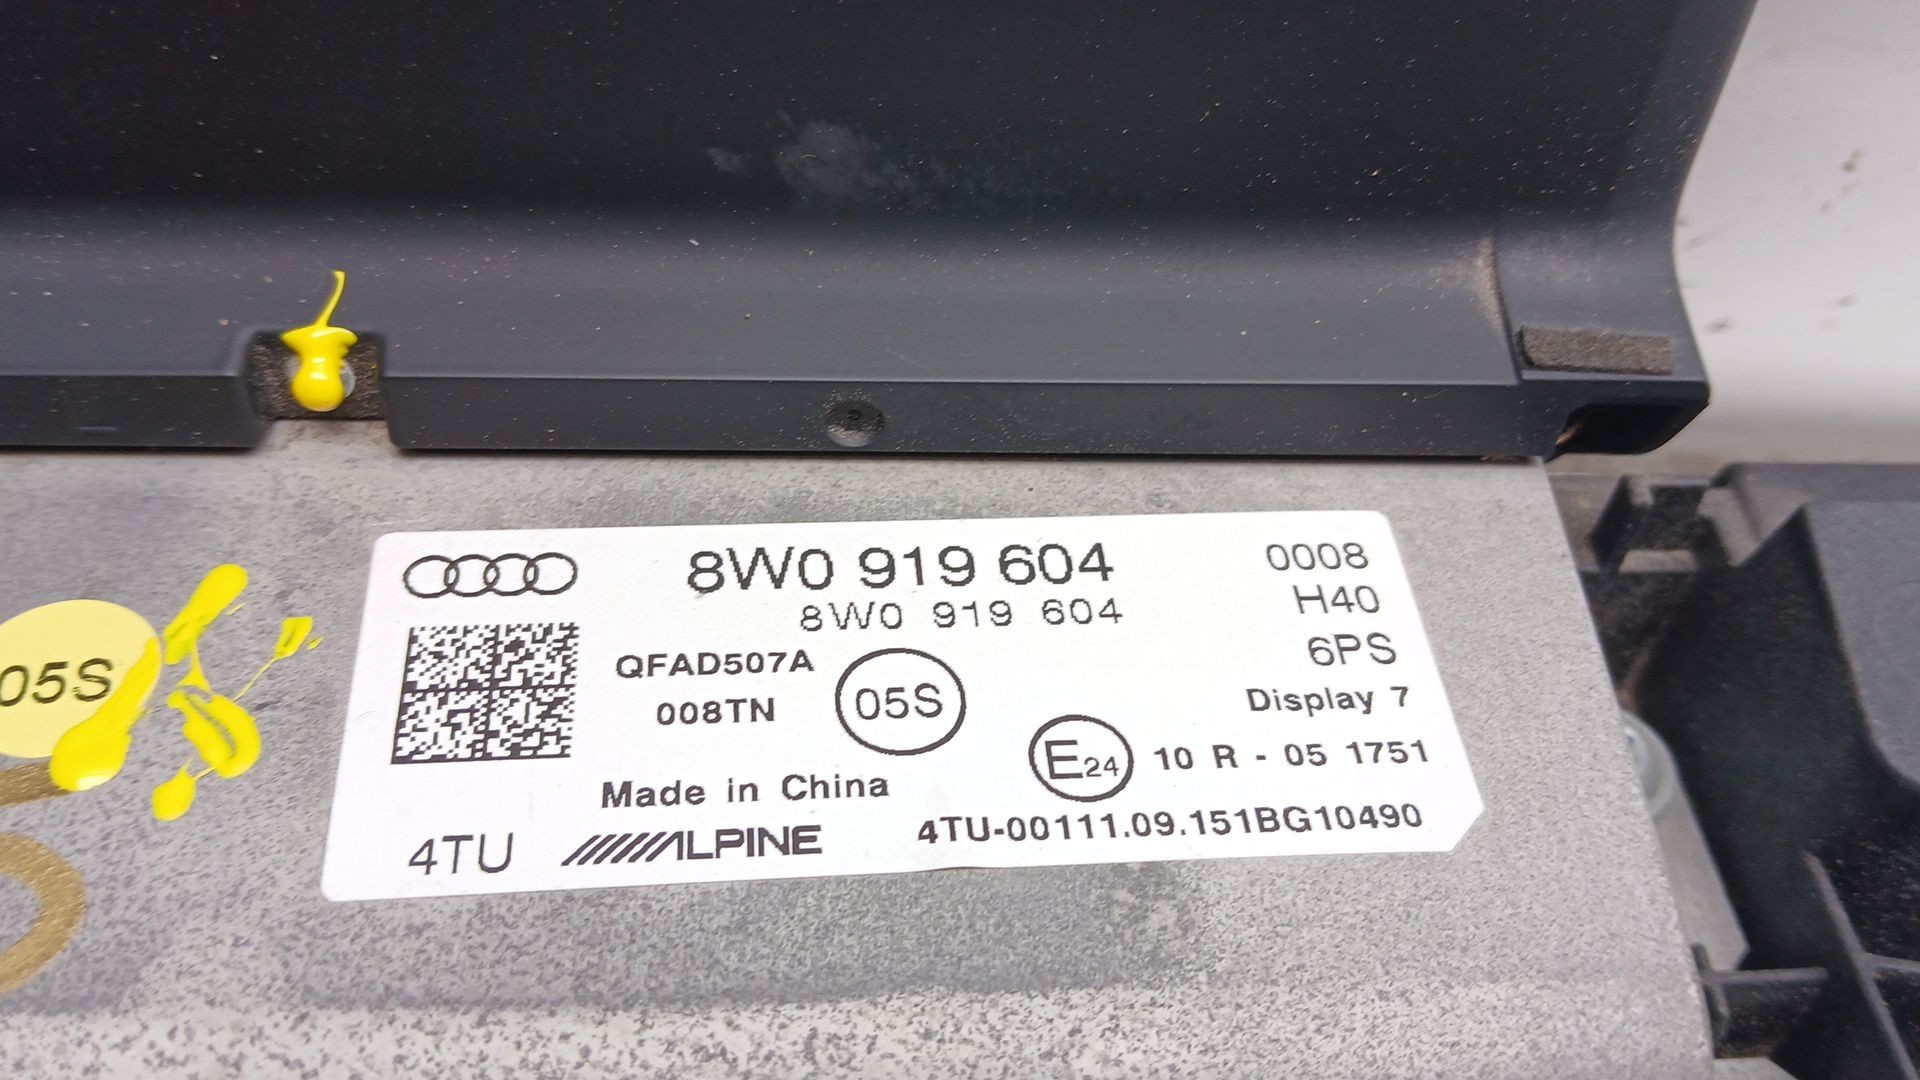 8W0 919 604
8W0 919 604
0008
H40
6PS
QFAD507A
008TN
05S
Display 7
E24 10 R - 05 1751
Made in China
4TU
ALPINE
4TU-00111.09.151BG10490
05S